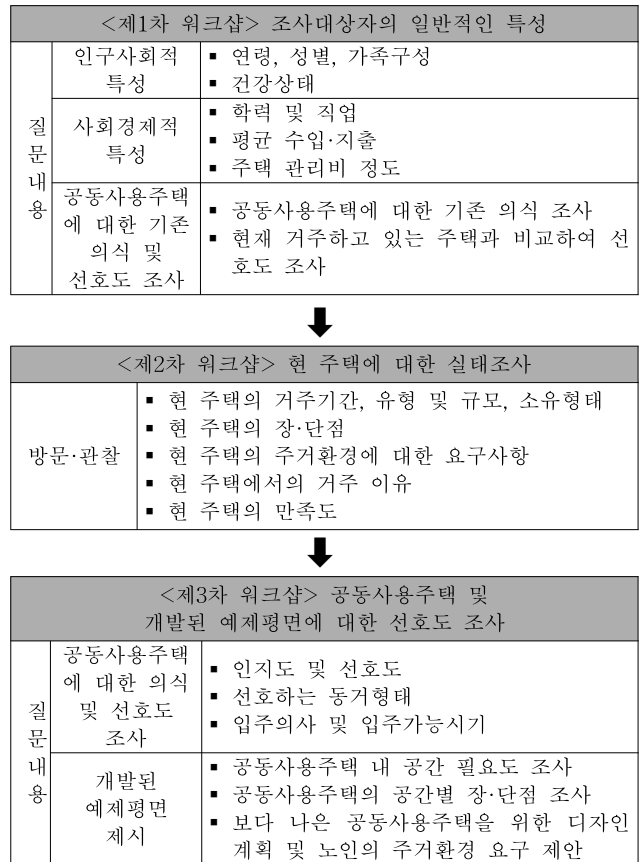 <제1차 워크샵> 조사대상자의 일반적인 특성
질문내용
인구사회적
특성
▪ 연령, 성별, 가족구성
▪ 건강상태
사회경제적
특성
▪ 학력 및 직업
▪ 평균 수입·지출
▪ 주택 관리비 정도
공동사용주택
에 대한 기존
의식 및
선호도 조사
▪ 공동사용주택에 대한 기존 의식 조사
▪ 현재 거주하고 있는 주택과 비교하여 선
호도 조사
<제2차 워크샵> 현 주택에 대한 실태조사
방문·관찰
▪ 현 주택의 거주기간, 유형 및 규모, 소유형태
▪ 현 주택의 장·단점
▪ 현 주택의 주거환경에 대한 요구사항
▪ 현 주택에서의 거주 이유
▪ 현 주택의 만족도
<제3차 워크샵> 공동사용주택 및
개발된 예제평면에 대한 선호도 조사
질문내용
공동사용주택
에 대한 의식
및 선호도
조사
▪ 인지도 및 선호도
▪ 선호하는 동거형태
▪ 입주의사 및 입주가능시기
개발된
예제평면
제시
▪ 공동사용주택 내 공간 필요도 조사
▪ 공동사용주택의 공간별 장·단점 조사
▪ 보다 나은 공동사용주택을 위한 디자인
계획 및 노인의 주거환경 요구 제안